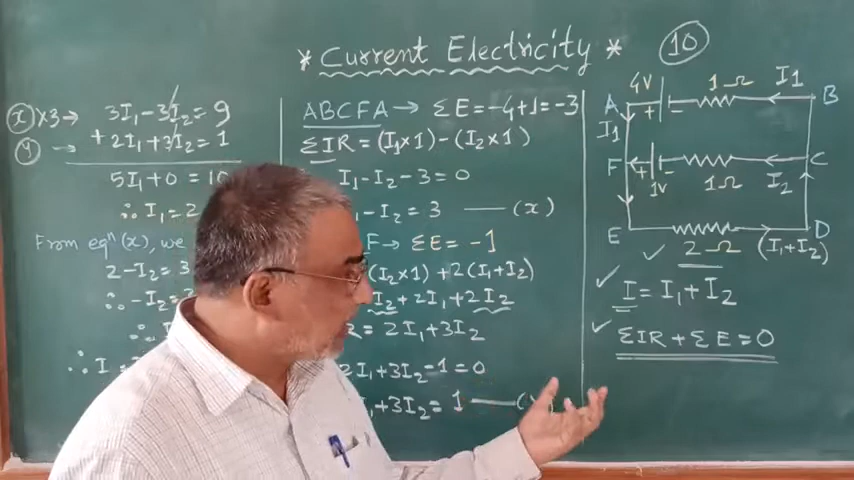 * Current Electricity * 10
(x)×3→ 3I₁-3I₂=9
(y) → +2I₁+3I₂=1
5I₁+0 = 10
∴ I₁=2
From eqⁿ(x), we
2-I₂=3
∴ -I₂=
∴ I =
ABCFA → ΣE=-4+1=-3
ΣIR=(I₁×1)-(I₂×1)
I₁-I₂-3=0
-I₂=3 —— (x)
F→ ΣE= -1
(I₂×1)+2(I₁+I₂)
I₂+2I₁+2I₂
= 2I₁+3I₂
2I₁+3I₂-1=0
+3I₂=1 ——
4V 1Ω I₁
A + - B
I₁
F + - C
1V 1Ω I₂
E D
2Ω (I₁+I₂)
✓ I=I₁+I₂
✓ ΣIR+ΣE=0